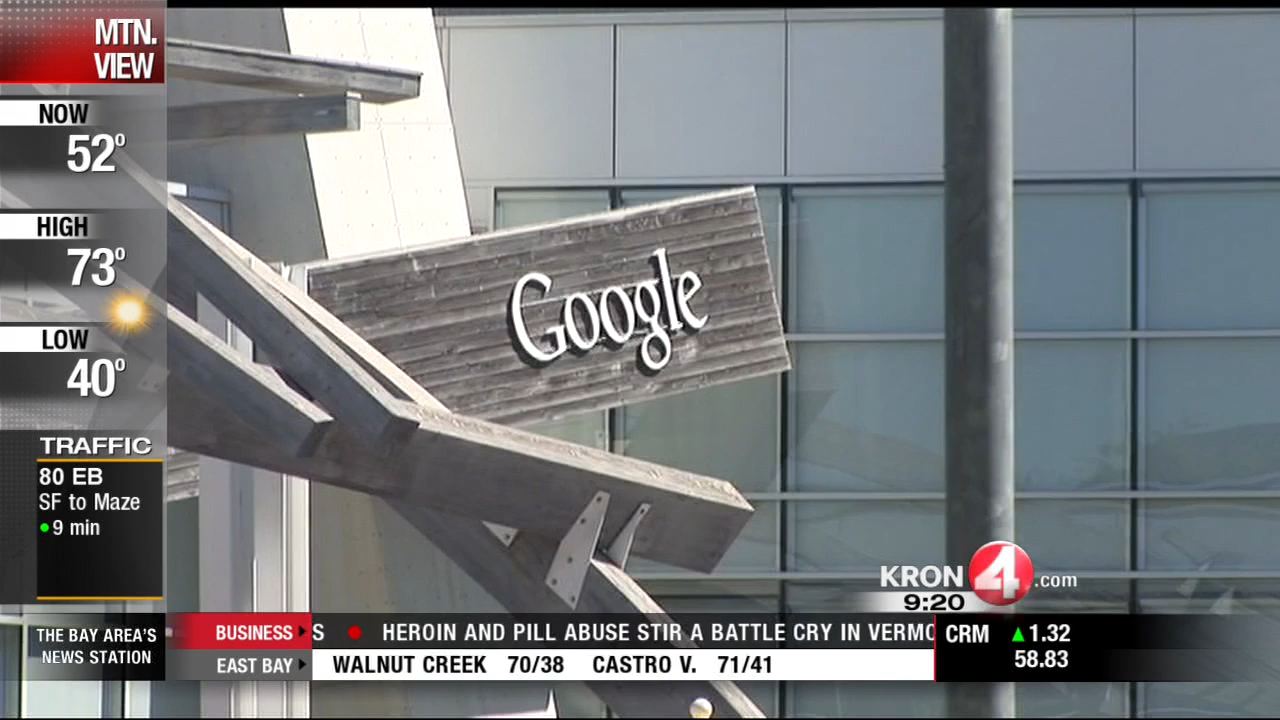 MTN.
VIEW
NOW
52°
HIGH
73°
LOW
40°
TRAFFIC
80 EB
SF to Maze
9 min
Google
KRON 4 .com
9:20
THE BAY AREA'S
NEWS STATION
BUSINESS S HEROIN AND PILL ABUSE STIR A BATTLE CRY IN VERMO
EAST BAY WALNUT CREEK 70/38 CASTRO V. 71/41
CRM 1.32
58.83